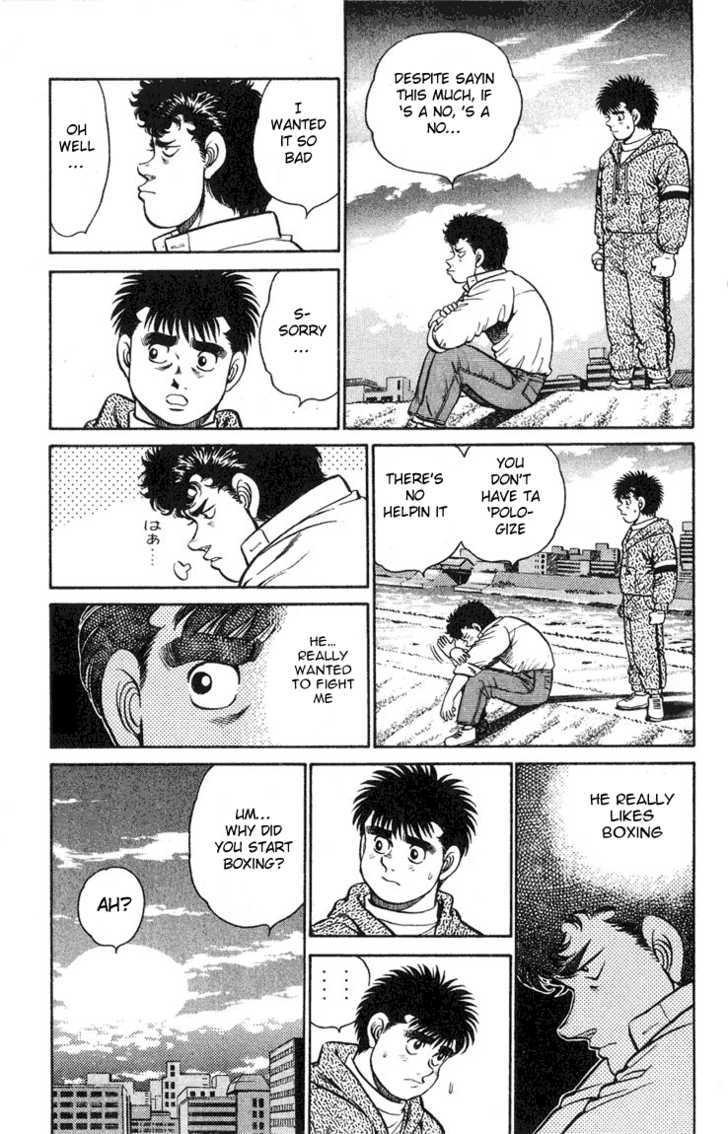 DESPITE SAYIN
THIS MUCH, IF
'S A NO, 'S A
NO...
I
WANTED
IT SO
BAD
OH
WELL
...
S-
SORRY
...
YOU
DON'T
HAVE TA
'POLO-
GIZE
THERE'S
NO
HELPIN IT
はぁ…
HE...
REALLY
WANTED
TO FIGHT
ME
HE REALLY
LIKES
BOXING
......
UM...
WHY DID
YOU START
BOXING?
AH?